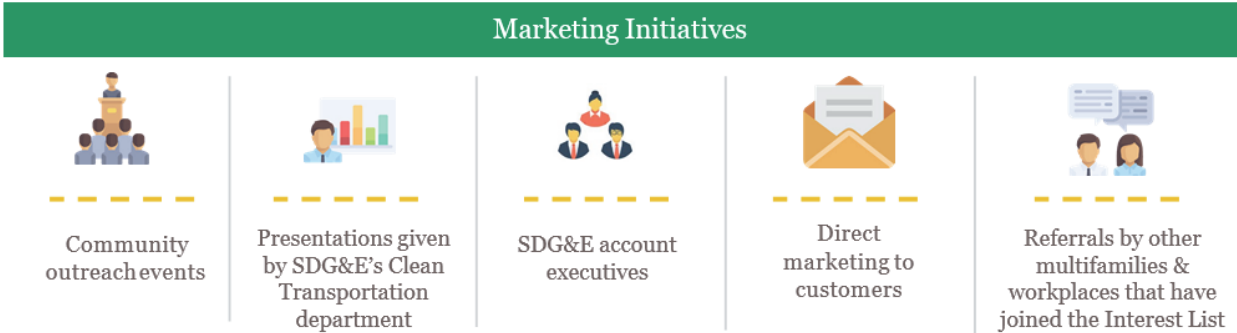 Marketing Initiatives
Community
outreach events
Presentations given
by SDG&E's Clean
Transportation
department
SDG&E account
executives
Direct
marketing to
customers
Referrals by other
multifamilies &
workplaces that have
joined the Interest List